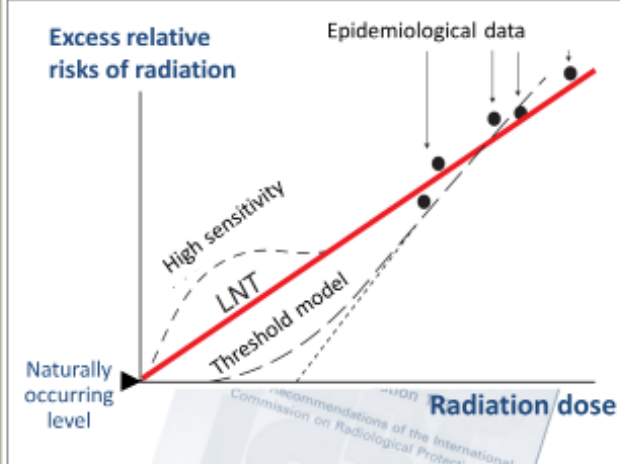 Excess relative
risks of radiation
Epidemiological data
High sensitivity
LNT
Threshold model
Naturally
occurring
level
Radiation dose
Recommendations of the International
Commission on Radiological